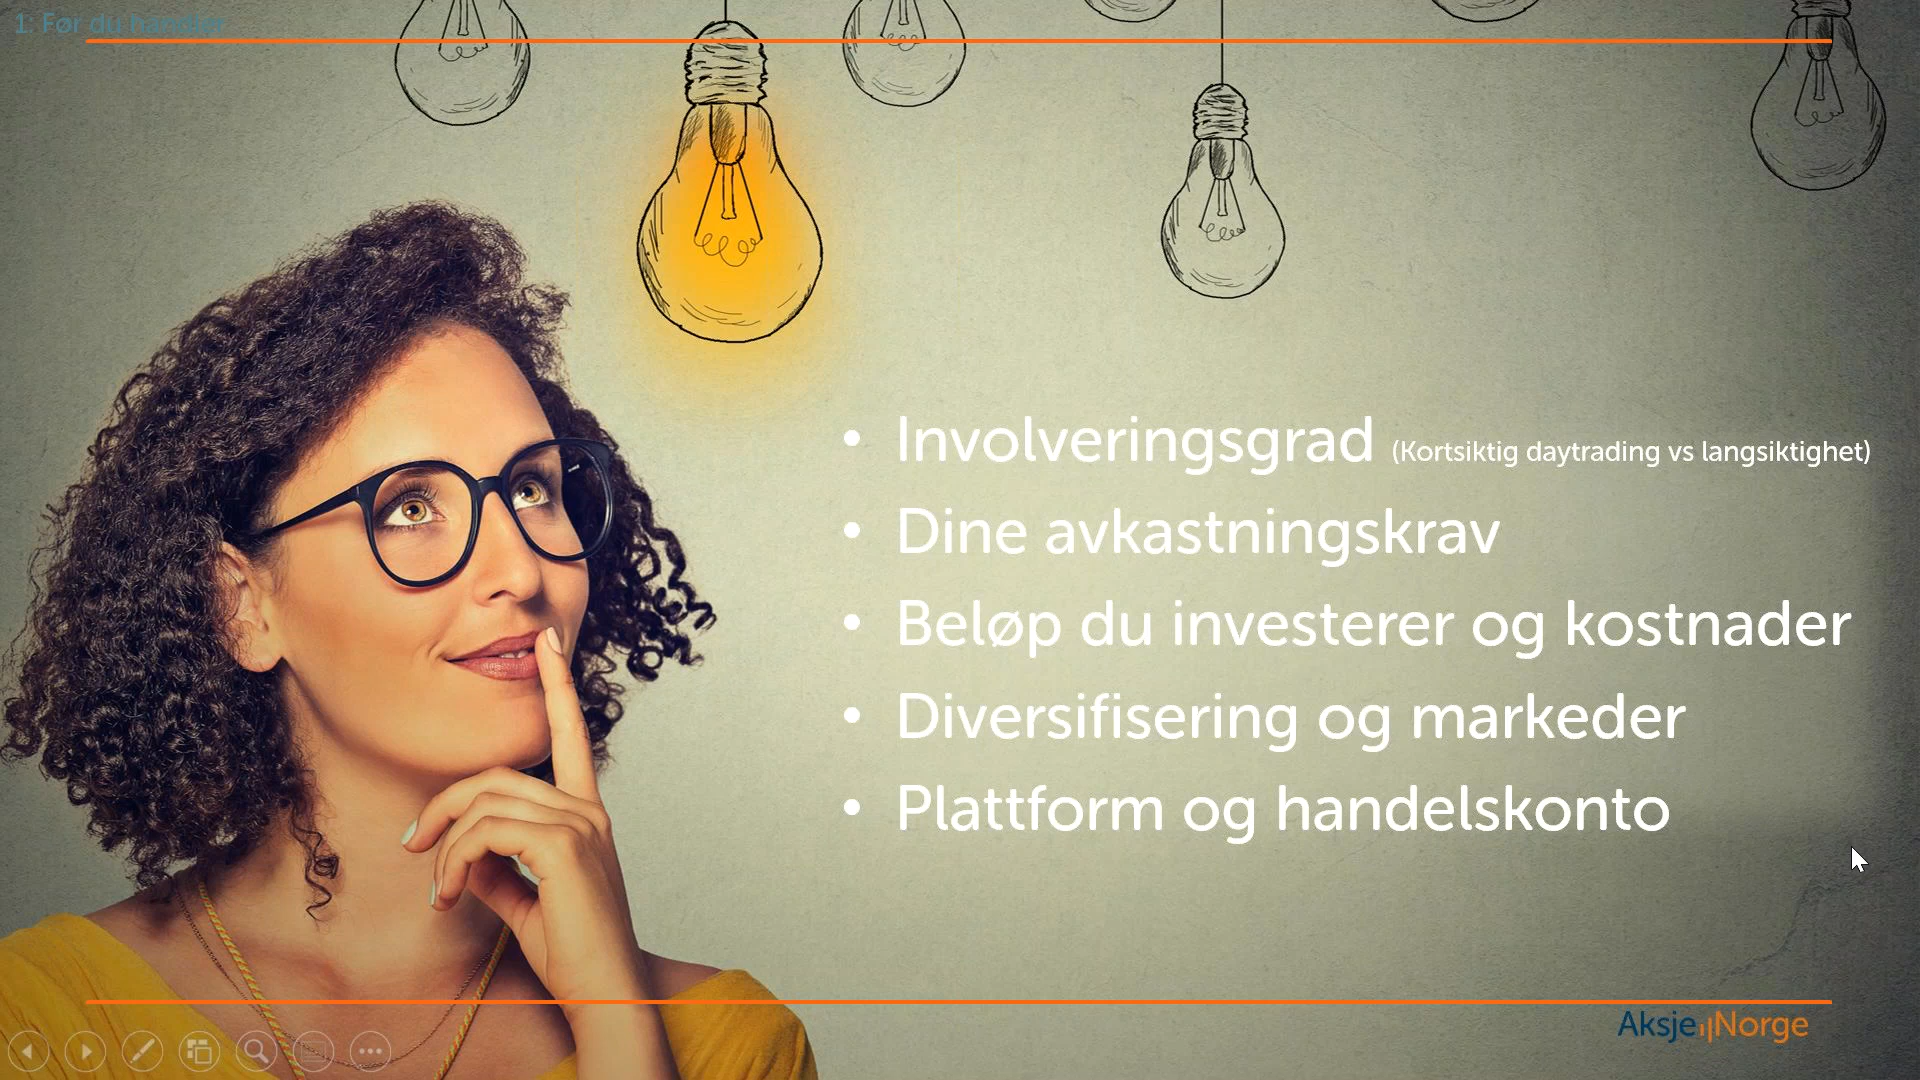 1: Før du handler
• Involveringsgrad (Kortsiktig daytrading vs langsiktighet)
• Dine avkastningskrav
• Beløp du investerer og kostnader
• Diversifisering og markeder
• Plattform og handelskonto
AksjeNorge